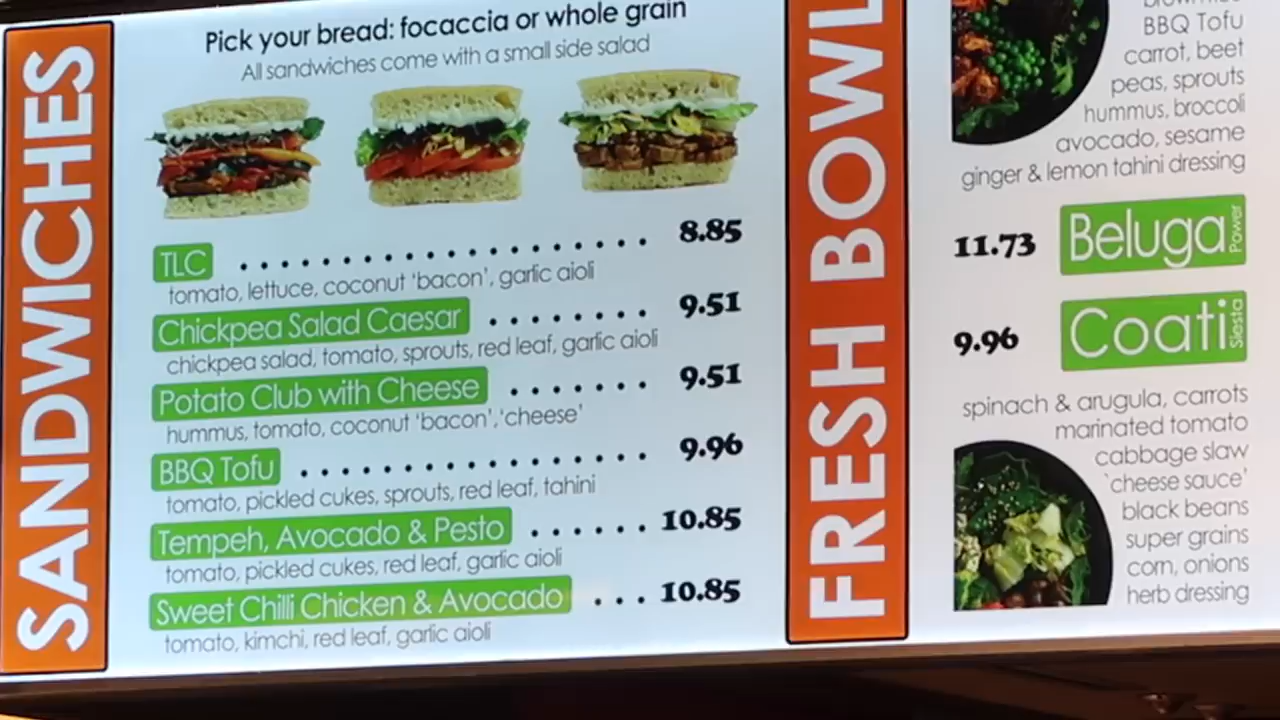 SANDWICHES
Pick your bread: focaccia or whole grain
All sandwiches come with a small side salad
TLC . . . . . . . . . . . . . . . . . . . . . 8.85
tomato, lettuce, coconut 'bacon', garlic aioli
Chickpea Salad Caesar . . . . . . . . 9.51
chickpea salad, tomato, sprouts, red leaf, garlic aioli
Potato Club with Cheese . . . . . . . 9.51
hummus, tomato, coconut 'bacon', 'cheese'
BBQ Tofu . . . . . . . . . . . . . . . . . . 9.96
tomato, pickled cukes, sprouts, red leaf, tahini
Tempeh, Avocado & Pesto . . . . . . 10.85
tomato, pickled cukes, red leaf, garlic aioli
Sweet Chilli Chicken & Avocado . . . 10.85
tomato, kimchi, red leaf, garlic aioli
FRESH BOWL
BBQ Tofu
carrot, beet
peas, sprouts
hummus, broccoli
avocado, sesame
ginger & lemon tahini dressing
11.73 Beluga Power
9.96 Coati Siesta
spinach & arugula, carrots
marinated tomato
cabbage slaw
`cheese sauce'
black beans
super grains
corn, onions
herb dressing